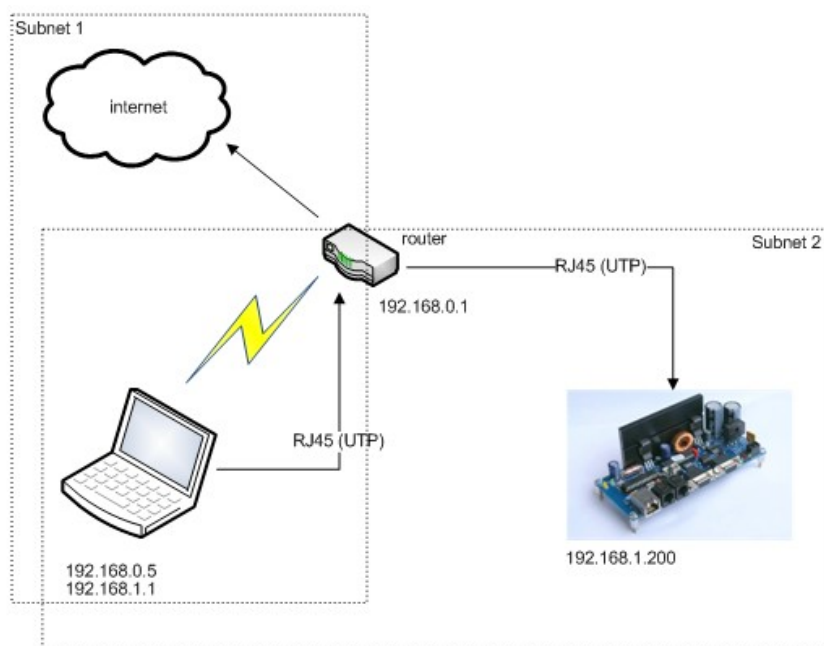 Subnet 1
internet
router
Subnet 2
RJ45 (UTP)
192.168.0.1
RJ45 (UTP)
192.168.0.5
192.168.1.1
192.168.1.200